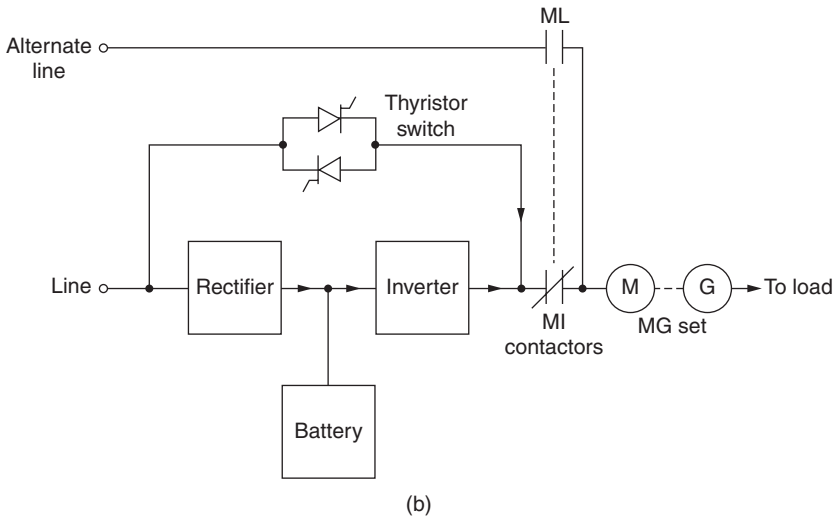 ML
Alternate
line
Thyristor
switch
Line
Rectifier
Inverter
M
G
To load
MI
contactors
MG set
Battery
(b)